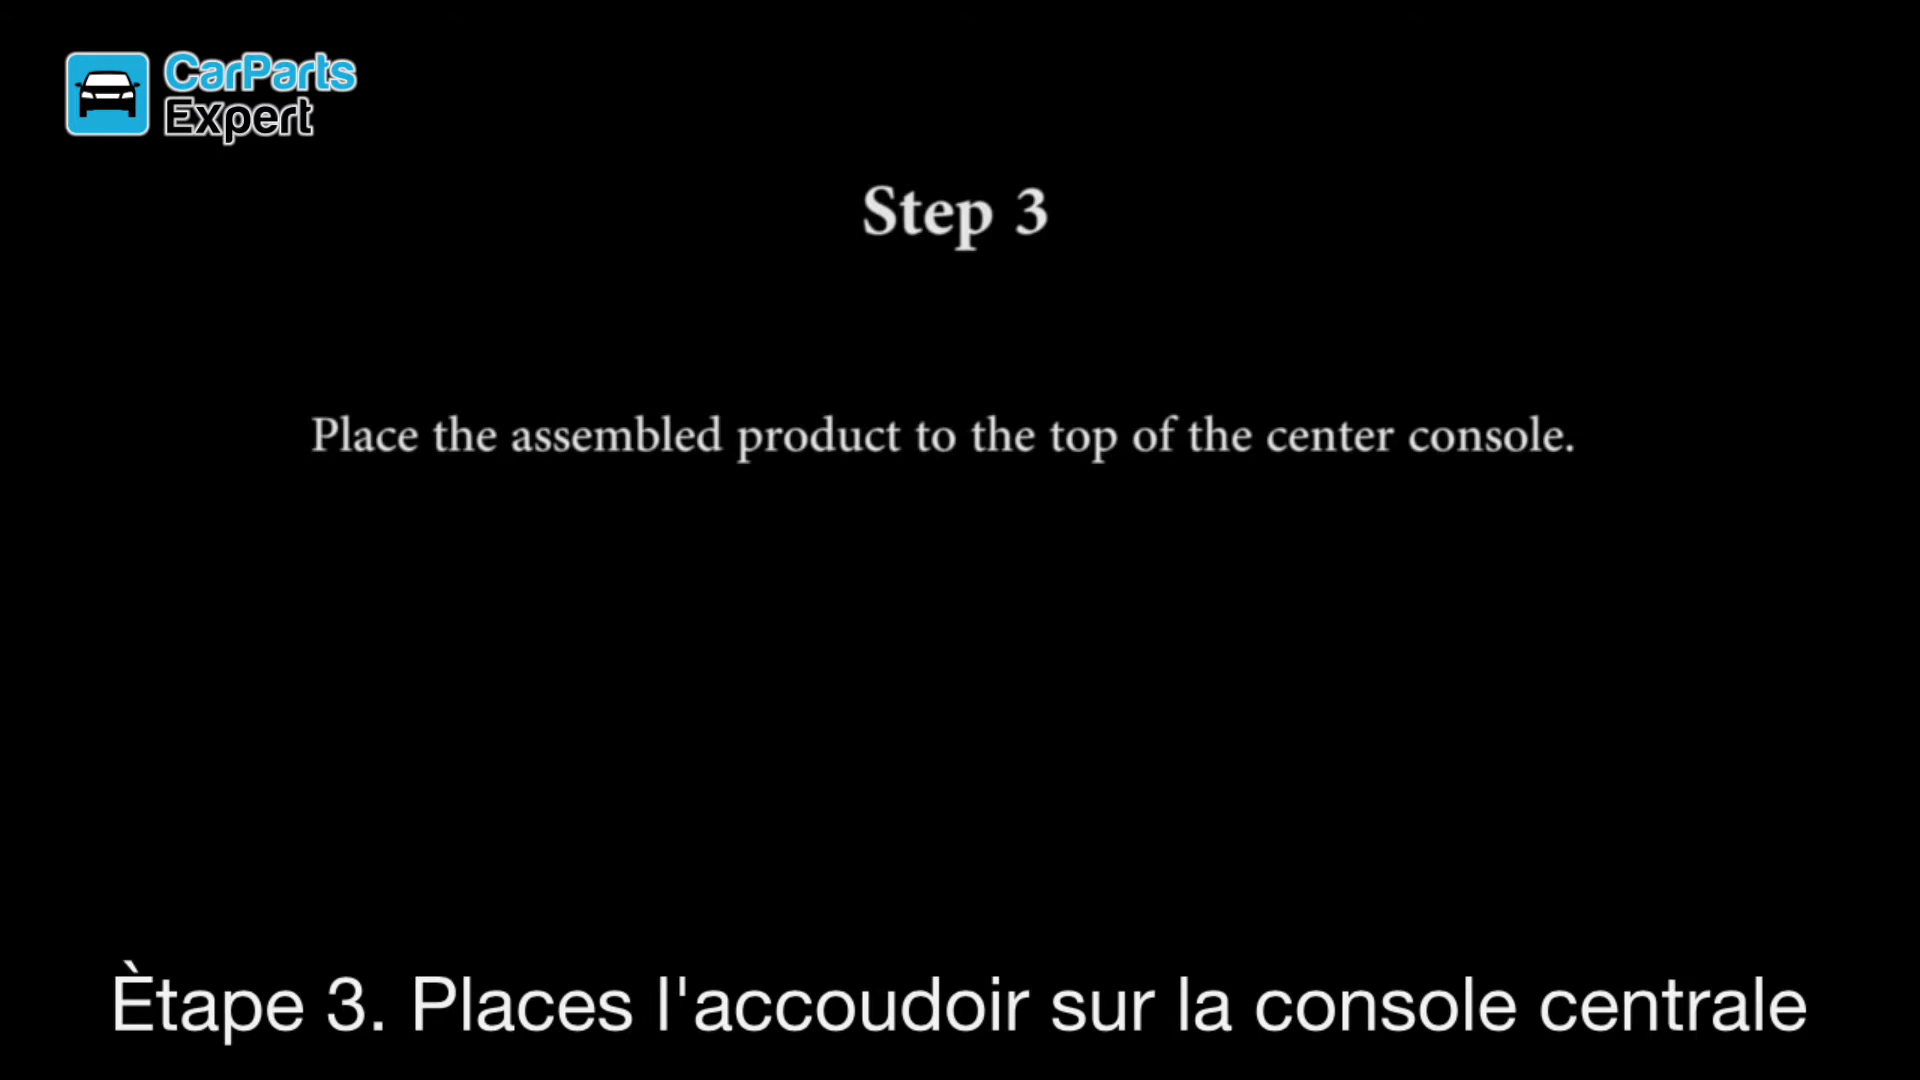 CarParts
Expert
Step 3
Place the assembled product to the top of the center console.
Ètape 3. Places l'accoudoir sur la console centrale